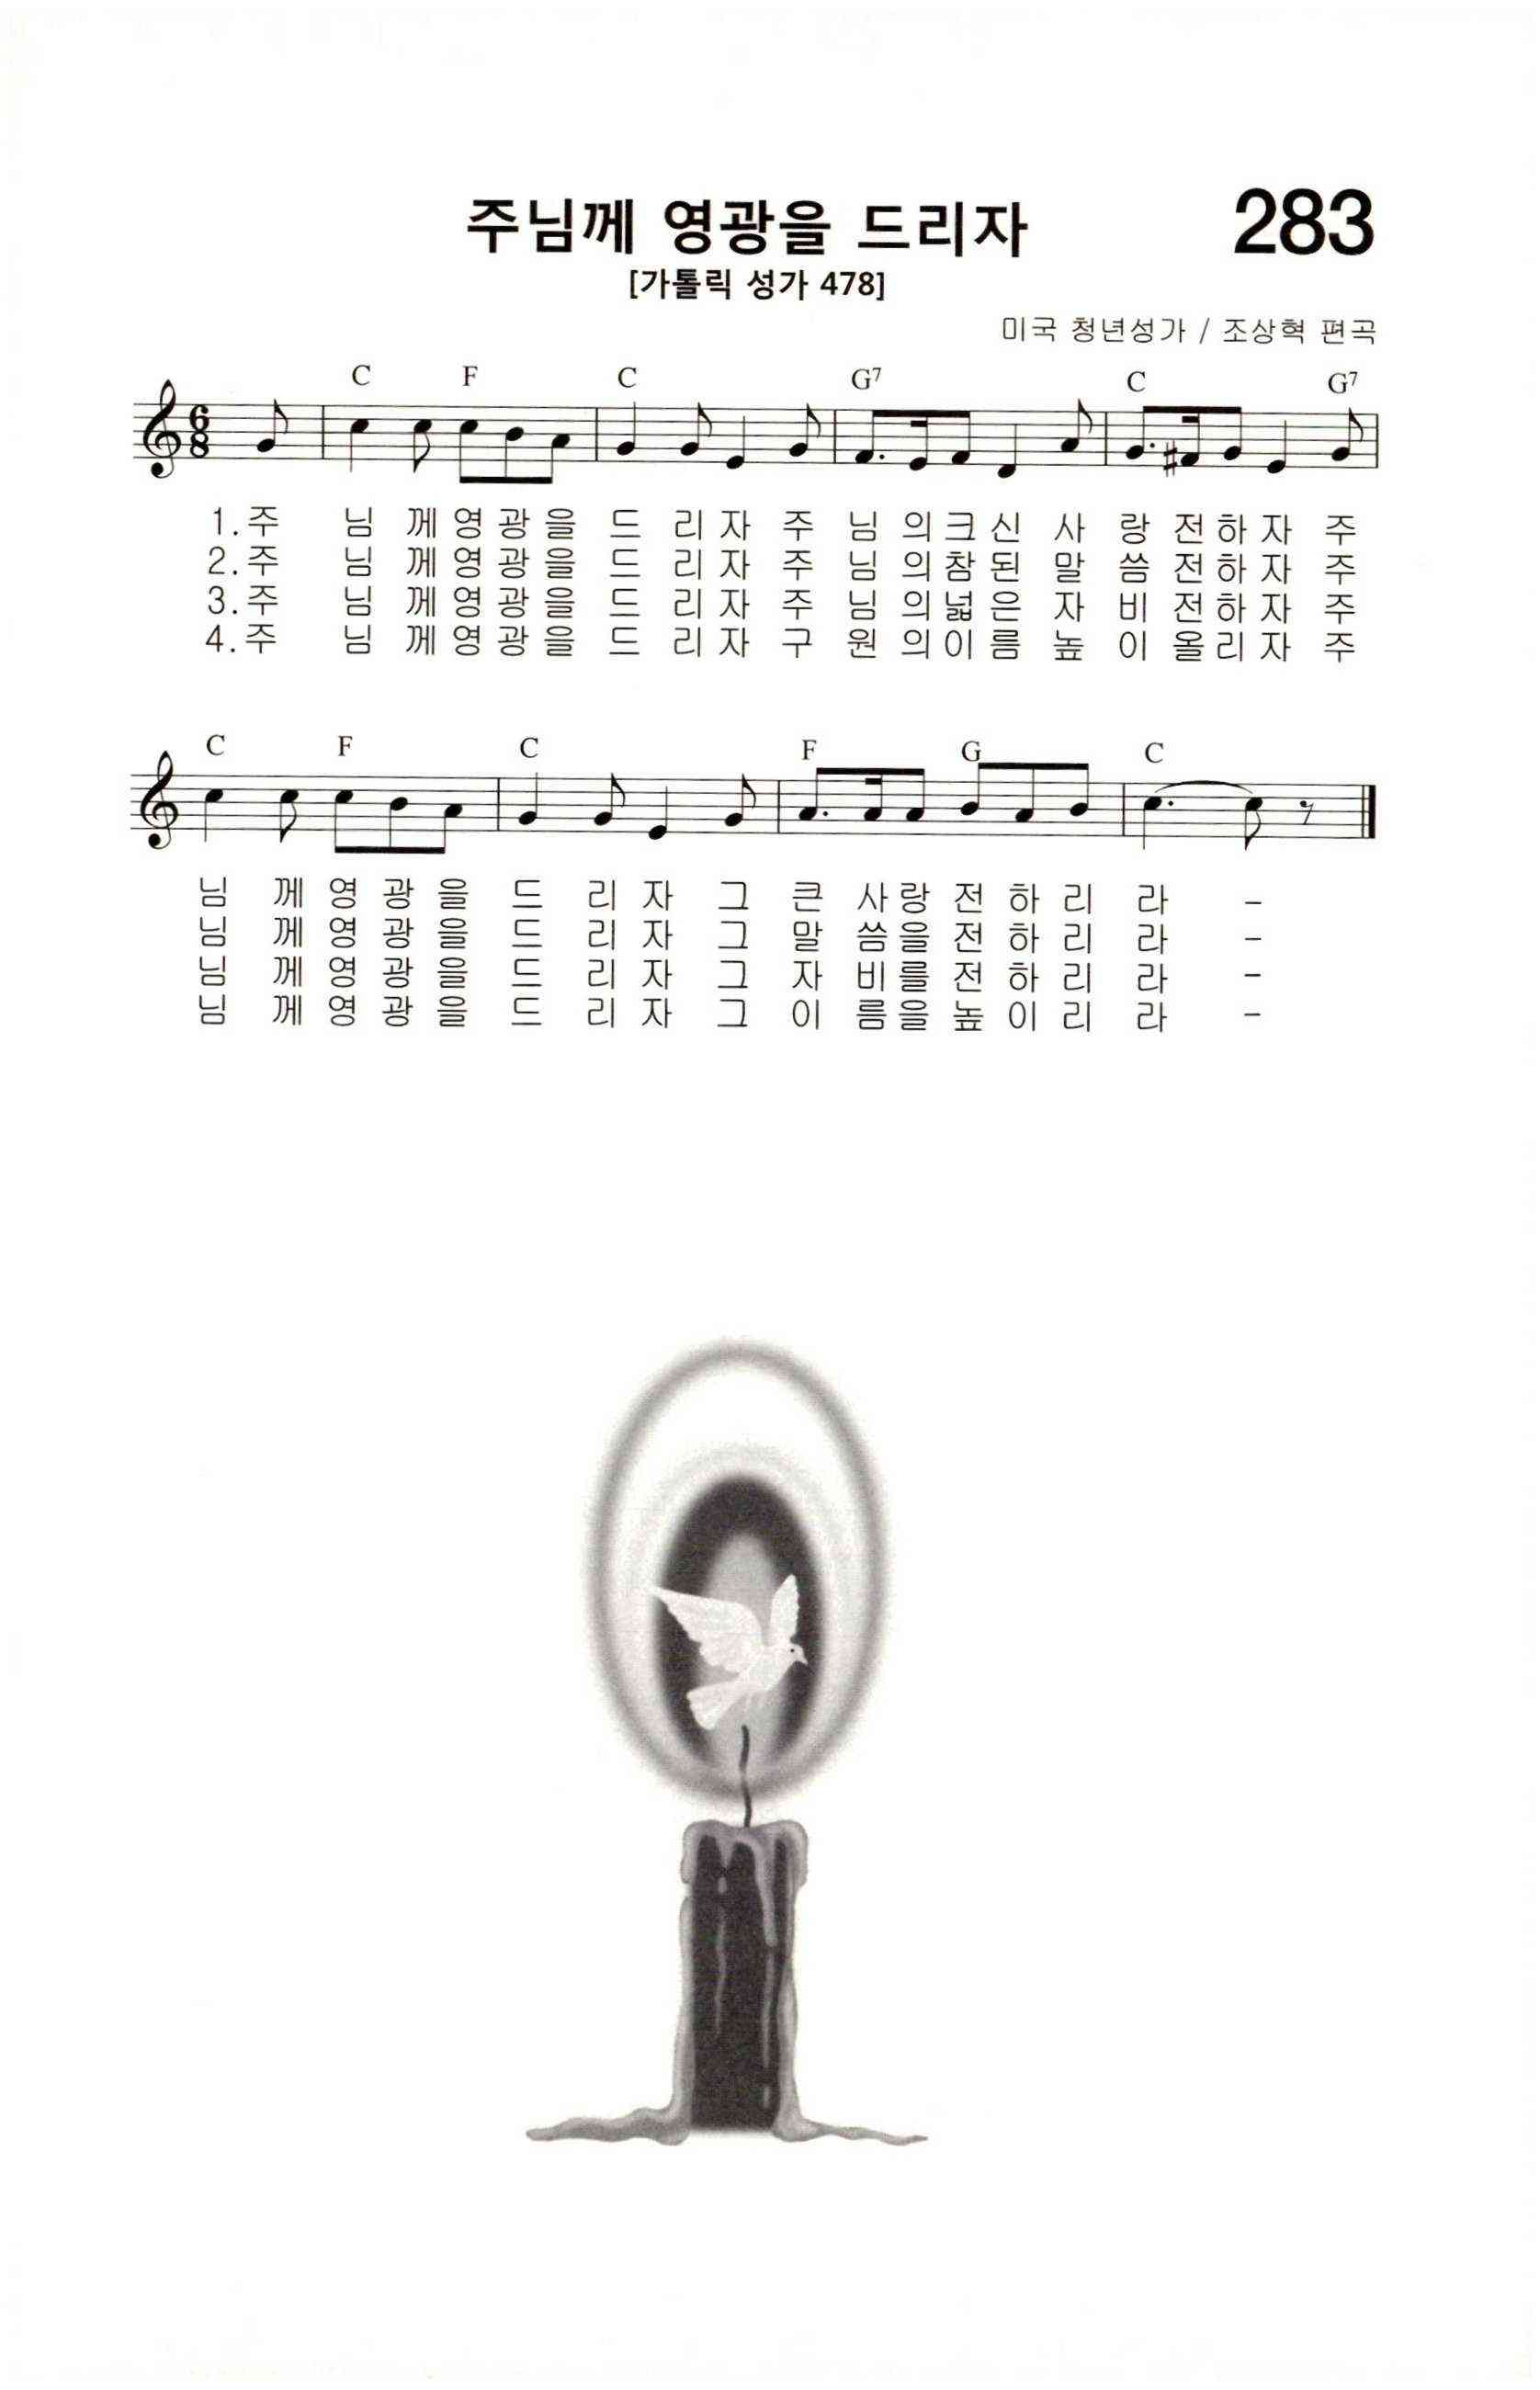 주님께 영광을 드리자 283
[가톨릭 성가 478]
미국 청년성가 / 조상혁 편곡
C F C G7 C G7
6
8
1.주 님 께 영 광 을 드 리 자 주 님 의 크 신 사 랑 전 하 자 주
2.주 님 께 영 광 을 드 리 자 주 님 의 참 된 말 씀 전 하 자 주
3.주 님 께 영 광 을 드 리 자 주 님 의 넓 은 자 비 전 하 자 주
4.주 님 께 영 광 을 드 리 자 구 원 의 이 름 높 이 올 리 자 주
C F C F G C
님 께 영 광 을 드 리 자 그 큰 사 랑 전 하 리 라 -
님 께 영 광 을 드 리 자 그 말 씀 을 전 하 리 라 -
님 께 영 광 을 드 리 자 그 자 비 를 전 하 리 라 -
님 께 영 광 을 드 리 자 그 이 름 을 높 이 리 라 -